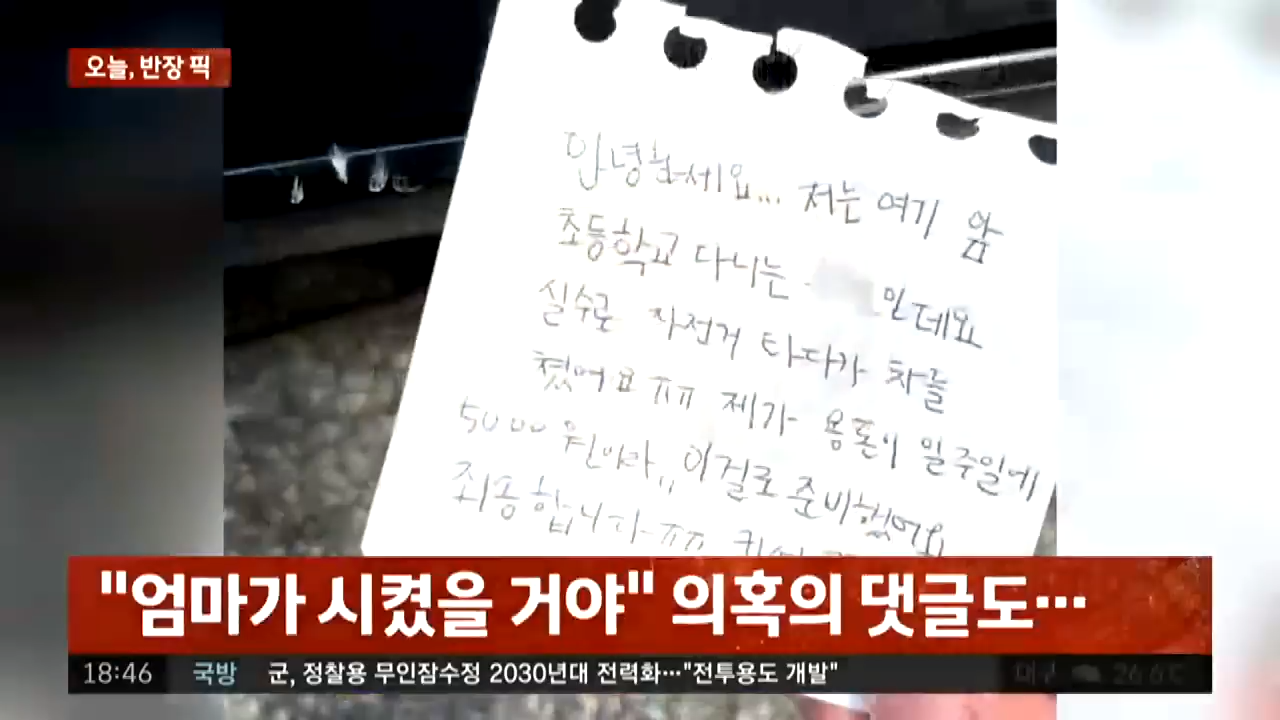 오늘, 반장 픽
안녕하세요... 저는 여기 앞
초등학교 다니는 인데요
실수로 자전거 타다가 차를
쳤어요 ㅠㅠ 제가 용돈이 일주일에
5000원이라,, 이걸로 준비했어요
죄송합니다 ㅠㅠ
"엄마가 시켰을 거야" 의혹의 댓글도…
18:46 국방 군, 정찰용 무인잠수정 2030년대 전력화…"전투용도 개발" 대구 26.6℃